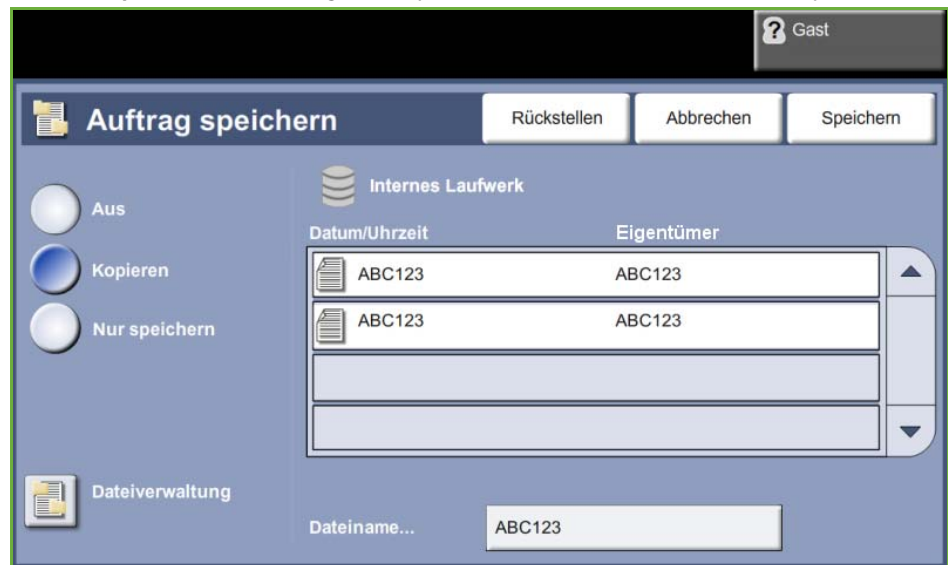 ? Gast
Auftrag speichern
Rückstellen
Abbrechen
Speichern
Aus
Kopieren
Nur speichern
Dateiverwaltung
Internes Laufwerk
Datum/Uhrzeit Eigentümer
ABC123 ABC123
ABC123 ABC123
Dateiname... ABC123